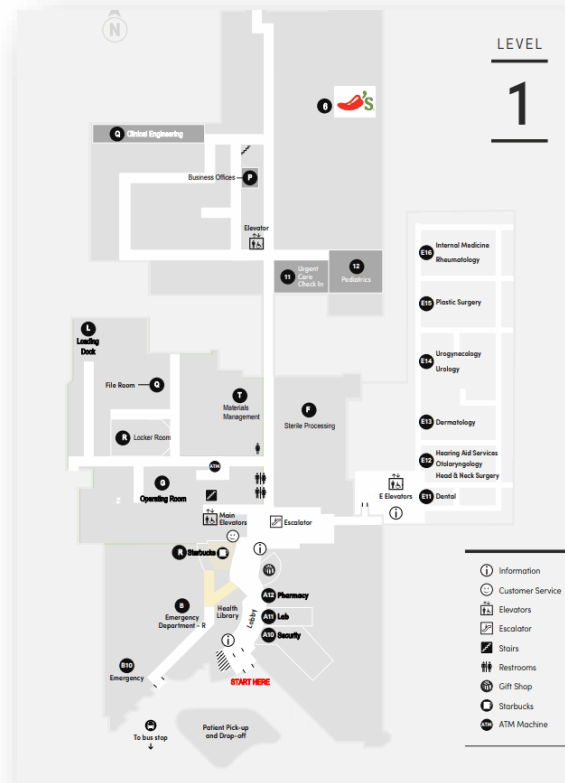 N
LEVEL
1
6
'S
Q Clinical Engineering
Business Offices
P
Elevator
11
Urgent
Care
Check In
12
Pediatrics
E16
Internal Medicine
Rheumatology
E15
Plastic Surgery
E14
Urogynecology
Urology
E13
Dermatology
E12
Hearing Aid Services
Otolaryngology
Head & Neck Surgery
E11
Dental
L
Loading
Dock
File Room
Q
T
Materials
Management
F
Sterile Processing
R
Locker Room
ATM
Operating Room
2
Main
Elevators
Escalator
E Elevators
R
Starbucks
A12
Pharmacy
A11
Lab
A10
Security
Health
Library
Lobby
Emergency
Department - R
E10
Emergency
START HERE
To bus stop
Patient Pick-up
and Drop-off
Information
Customer Service
Elevators
Escalator
Stairs
Restrooms
Gift Shop
Starbucks
ATM
ATM Machine